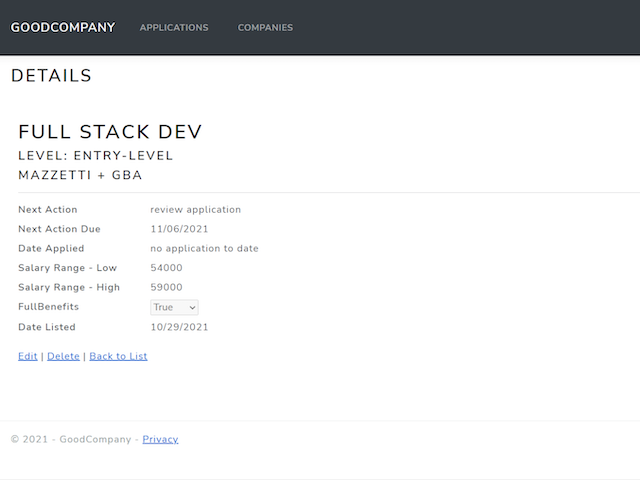 GOODCOMPANY APPLICATIONS COMPANIES
DETAILS
FULL STACK DEV
LEVEL: ENTRY-LEVEL
MAZZETTI + GBA
Next Action review application
Next Action Due 11/06/2021
Date Applied no application to date
Salary Range - Low 54000
Salary Range - High 59000
FullBenefits True
Date Listed 10/29/2021
Edit | Delete | Back to List
© 2021 - GoodCompany - Privacy